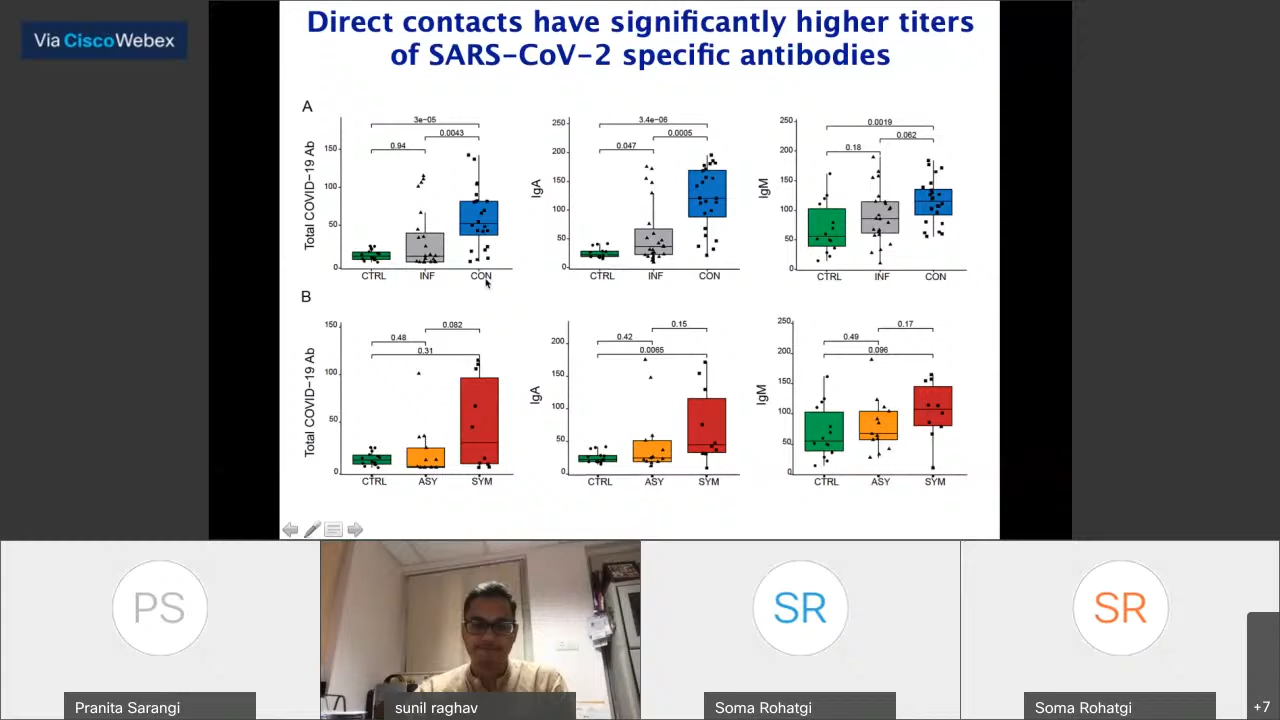 Via Cisco Webex
Direct contacts have significantly higher titers
of SARS-CoV-2 specific antibodies
A
Total COVID-19 Ab
150
100
50
0
3e-05
0.0043
0.94
CTRL
INF
CON
IgA
250
200
150
100
50
0
3.4e-06
0.0005
0.047
CTRL
INF
CON
IgM
250
200
150
100
50
0
0.0019
0.062
0.18
CTRL
INF
CON
B
Total COVID-19 Ab
150
100
50
0
0.082
0.48
0.31
CTRL
ASY
SYM
IgA
200
150
100
50
0
0.15
0.42
0.0065
CTRL
ASY
SYM
IgM
250
200
150
100
50
0
0.17
0.49
0.096
CTRL
ASY
SYM
PS
SR
SR
Pranita Sarangi
sunil raghav
Soma Rohatgi
Soma Rohatgi
+7